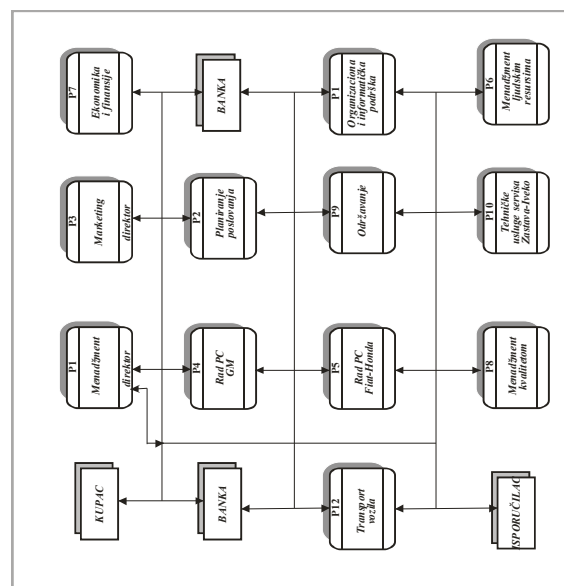 P7
Ekonomika
i finansije
BANKA
P1
Organizaciona
i informatička
podrška
P6
Menadžment
ljudskim
resursima
P3
Marketing
direktor
P2
Planiranje
poslovanja
P9
Održavanje
P10
Tehničke
usluge servisa
Zastava-Iveko
P1
Menadžment
direktor
P4
Rad PC
GM
P5
Rad PC
Fiat-Honda
P8
Menadžment
kvalitetom
KUPAC
BANKA
P12
Transport
vozila
ISPORUČILAC